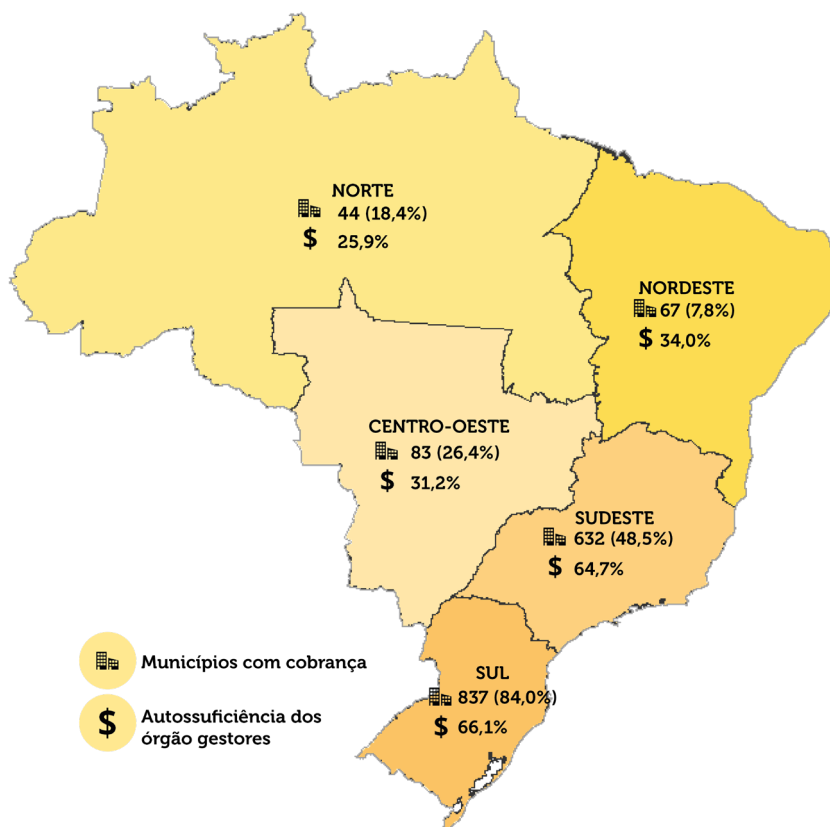 NORTE
44 (18,4%)
$ 25,9%
NORDESTE
67 (7,8%)
$ 34,0%
CENTRO-OESTE
83 (26,4%)
$ 31,2%
SUDESTE
632 (48,5%)
$ 64,7%
SUL
837 (84,0%)
$ 66,1%
Municípios com cobrança
$ Autossuficiência dos
órgão gestores